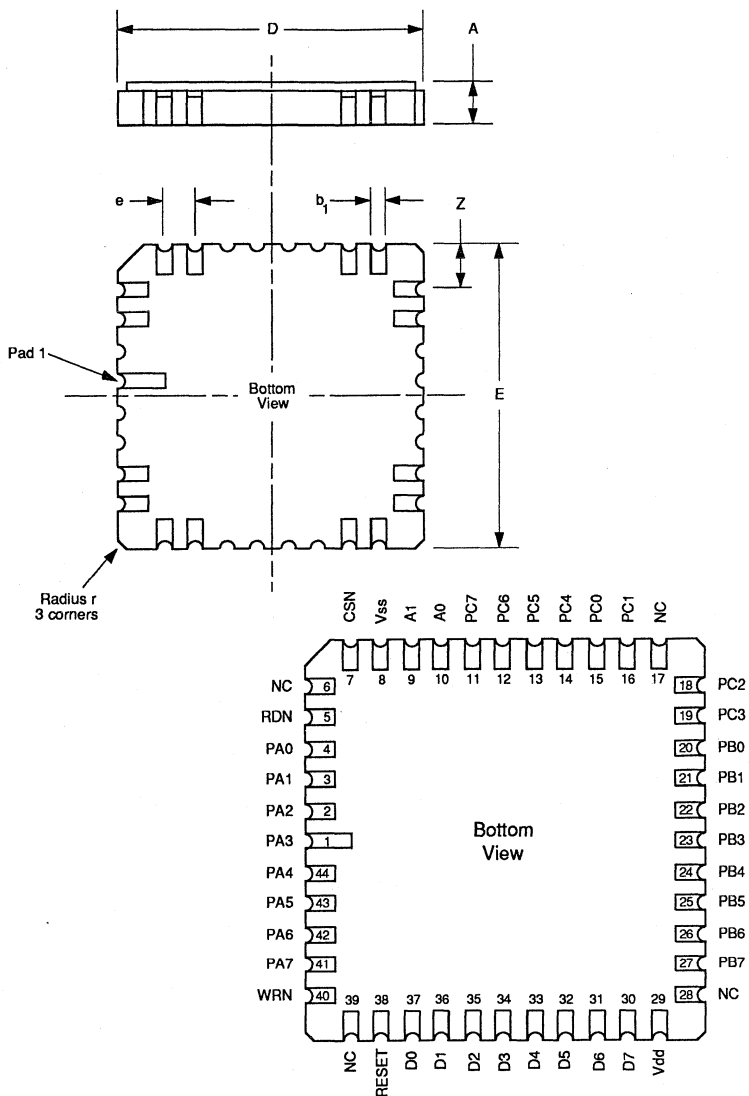 D
A
e
b1
Z
Pad 1
Bottom
View
E
Radius r
3 corners
CSN
Vss
A1
A0
PC7
PC6
PC5
PC4
PC0
PC1
NC
7 8 9 10 11 12 13 14 15 16 17
NC 6
RDN 5
PA0 4
PA1 3
PA2 2
PA3 1
PA4 44
PA5 43
PA6 42
PA7 41
WRN 40
Bottom
View
18 PC2
19 PC3
20 PB0
21 PB1
22 PB2
23 PB3
24 PB4
25 PB5
26 PB6
27 PB7
28 NC
39 38 37 36 35 34 33 32 31 30 29
NC
RESET
D0
D1
D2
D3
D4
D5
D6
D7
Vdd